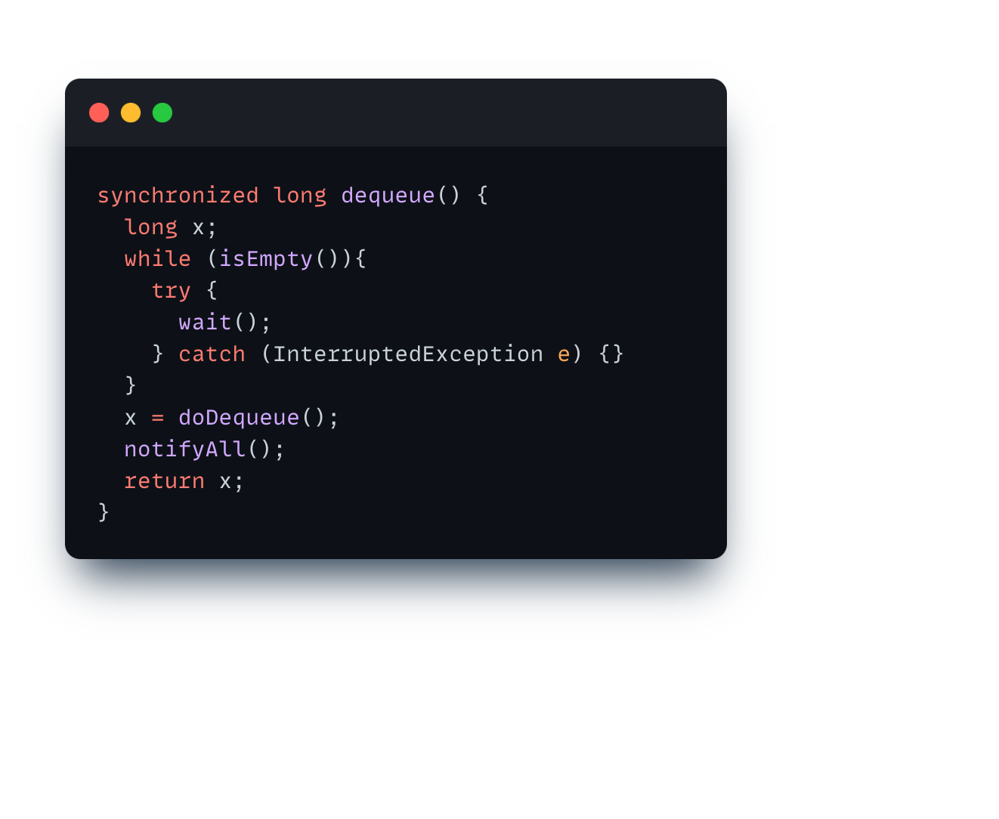 synchronized long dequeue() {
  long x;
  while (isEmpty()){
    try {
      wait();
    } catch (InterruptedException e) {}
  }
  x = doDequeue();
  notifyAll();
  return x;
}